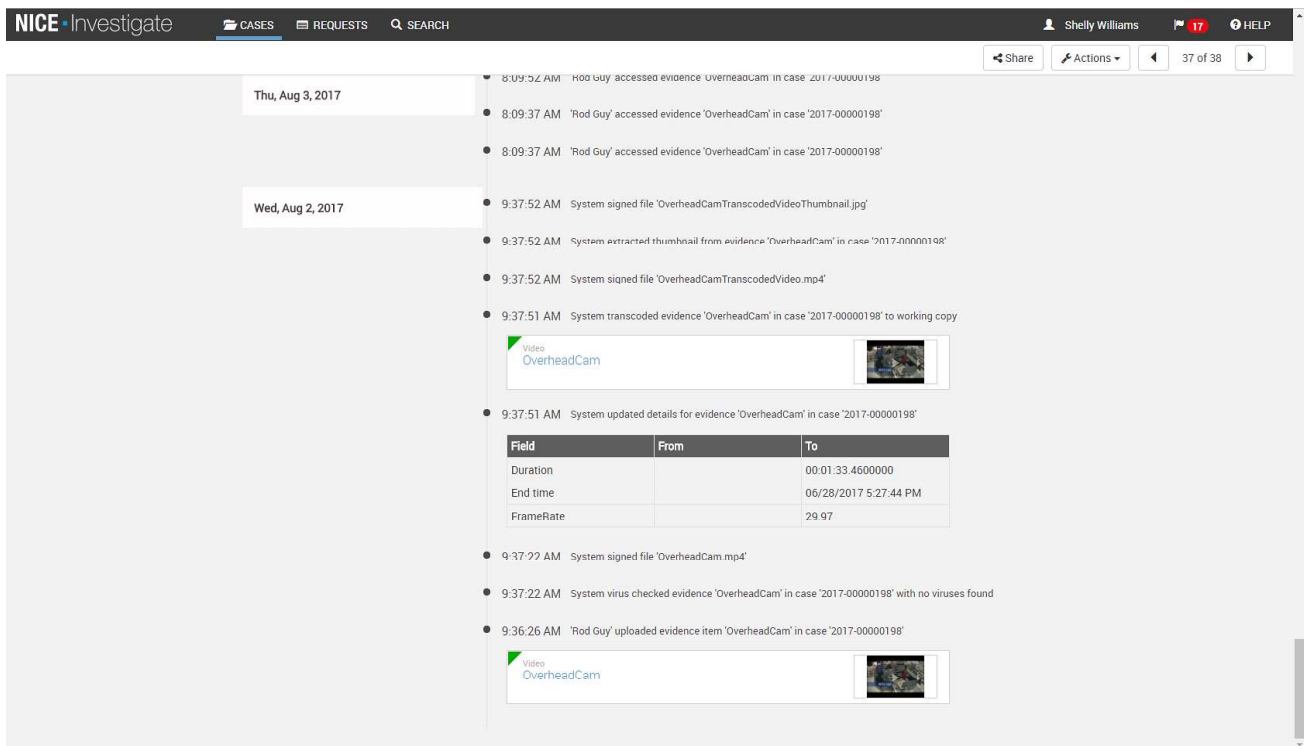 NICE Investigate CASES REQUESTS SEARCH Shelly Williams 17 HELP
Share Actions 37 of 38
8:09:52 AM 'Rod Guy' accessed evidence 'OverheadCam' in case '2017-00000198'
Thu, Aug 3, 2017
8:09:37 AM 'Rod Guy' accessed evidence 'OverheadCam' in case '2017-00000198'
8:09:37 AM 'Rod Guy' accessed evidence 'OverheadCam' in case '2017-00000198'
Wed, Aug 2, 2017
9:37:52 AM System signed file 'OverheadCamTranscodedVideoThumbnail.jpg'
9:37:52 AM System extracted thumbnail from evidence 'OverheadCam' in case '2017-00000198'
9:37:52 AM System signed file 'OverheadCamTranscodedVideo.mp4'
9:37:51 AM System transcoded evidence 'OverheadCam' in case '2017-00000198' to working copy
Video
OverheadCam
9:37:51 AM System updated details for evidence 'OverheadCam' in case '2017-00000198'
Field From To
Duration 00:01:33.4600000
End time 06/28/2017 5:27:44 PM
FrameRate 29.97
9:37:22 AM System signed file 'OverheadCam.mp4'
9:37:22 AM System virus checked evidence 'OverheadCam' in case '2017-00000198' with no viruses found
9:36:26 AM 'Rod Guy' uploaded evidence item 'OverheadCam' in case '2017-00000198'
Video
OverheadCam